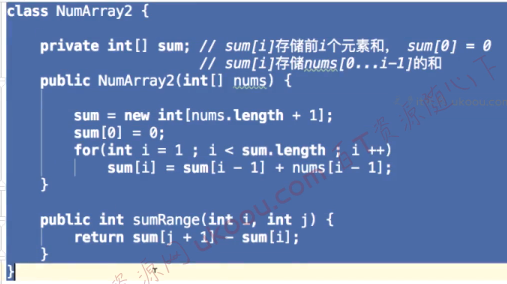 class NumArray2 {
private int[] sum; // sum[i]存储前i个元素和， sum[0] = 0
// sum[i]存储nums[0...i-1]的和
public NumArray2(int[] nums) {
sum = new int[nums.length + 1];
sum[0] = 0;
for(int i = 1 ; i < sum.length ; i ++)
sum[i] = sum[i - 1] + nums[i - 1];
}
public int sumRange(int i, int j) {
return sum[j + 1] - sum[i];
}
}